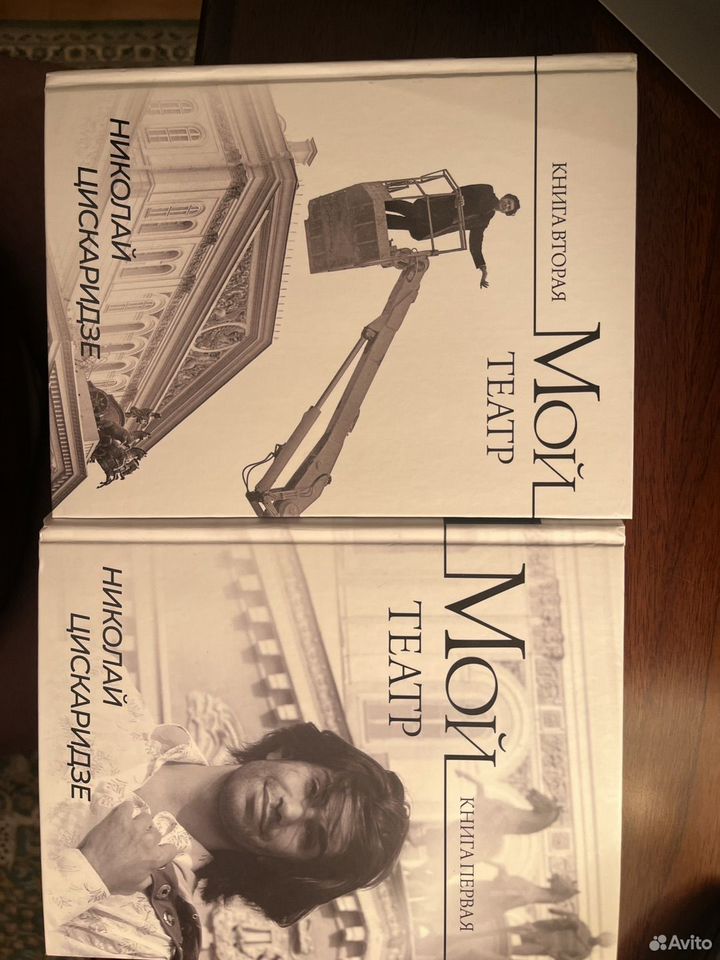 НИКОЛАЙ
ЦИСКАРИДЗЕ
КНИГА ВТОРАЯ
МОЙ
ТЕАТР
НИКОЛАЙ
ЦИСКАРИДЗЕ
МОЙ
ТЕАТР
КНИГА ПЕРВАЯ
Avito